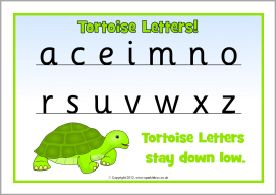 Tortoise Letters!
a c e i m n o
r s u v w x z
Tortoise Letters
stay down low.